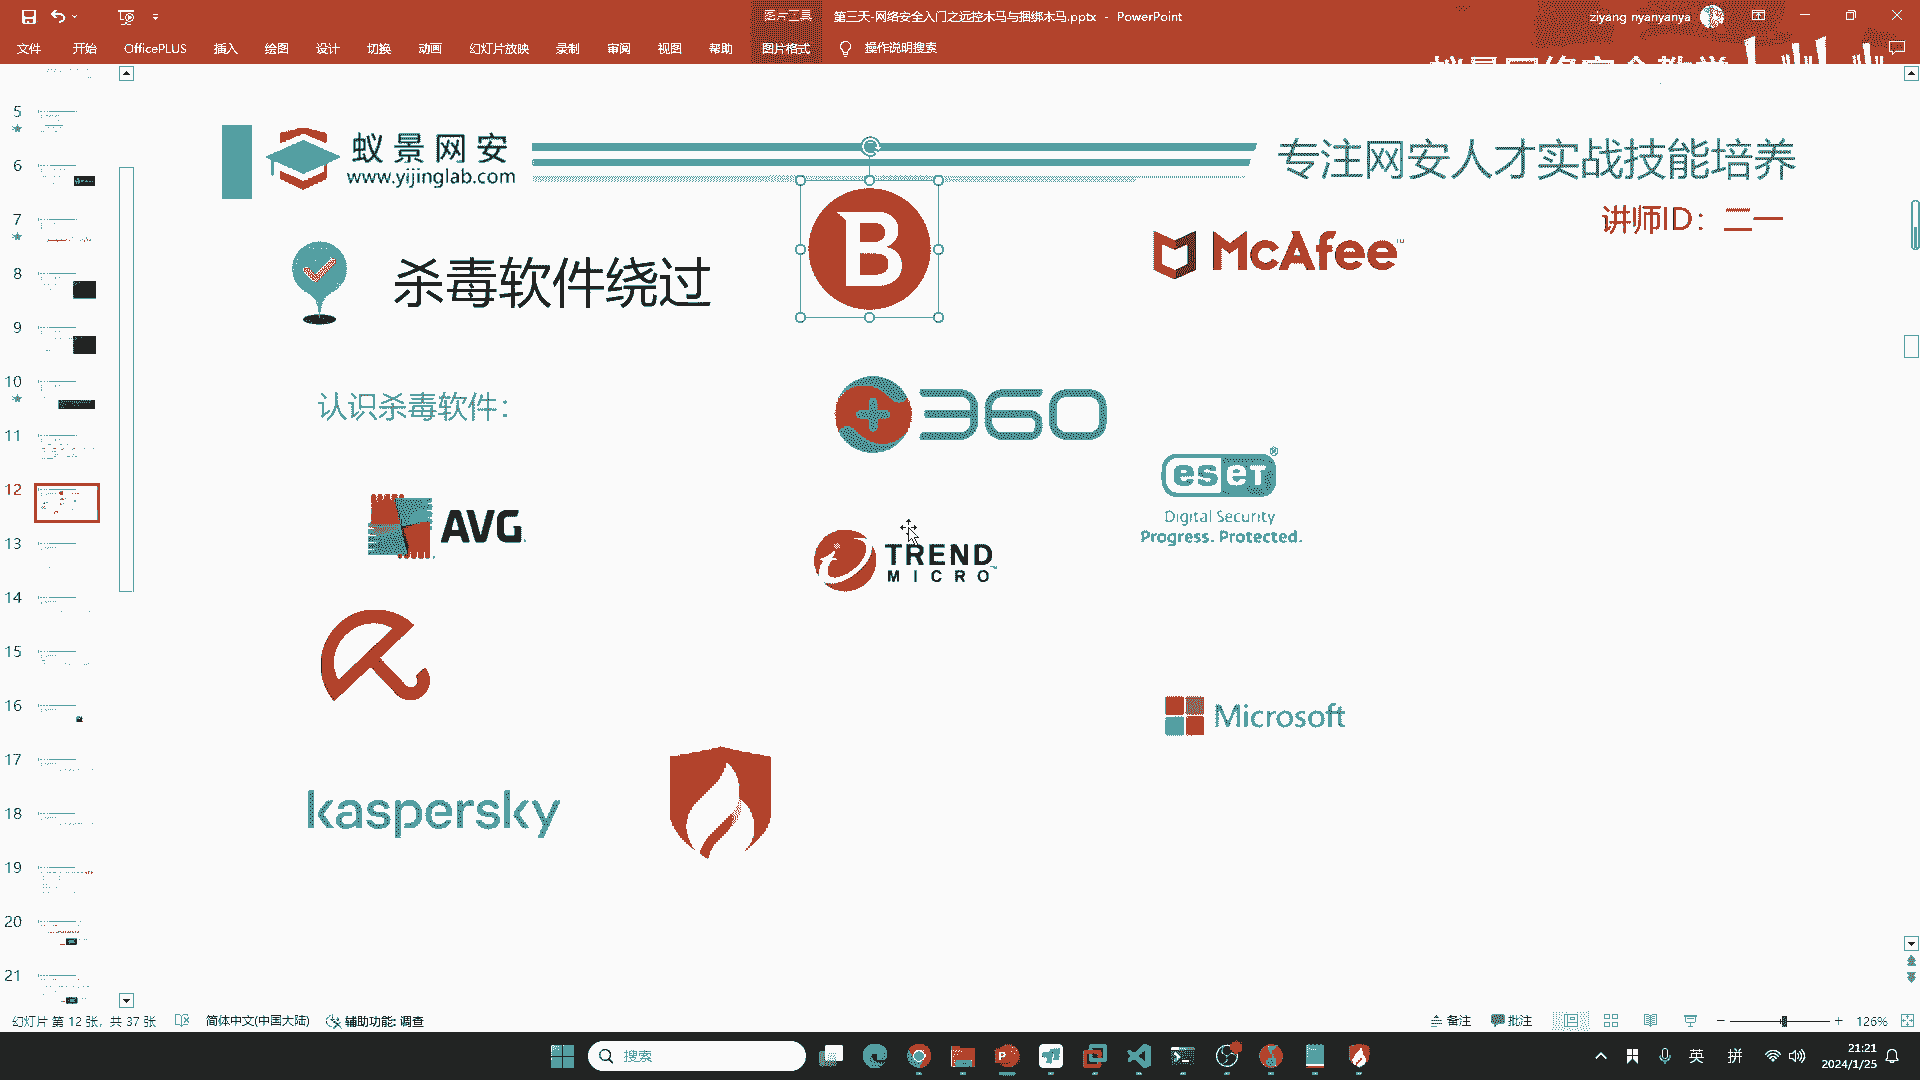 图片工具
第三天-网络安全入门之远控木马与捆绑木马.pptx - PowerPoint
ziyang nyanyanya
文件 开始 OfficePLUS 插入 绘图 设计 切换 动画 幻灯片放映 录制 审阅 视图 帮助 图片格式 操作说明搜索
蚁景网安
www.yijinglab.com
专注网安人才实战技能培养
讲师ID：二一
杀毒软件绕过
B
McAfee™
认识杀毒软件：
360
eseT®
Digital Security
Progress. Protected.
AVG
TREND
MICRO™
Microsoft
kaspersky
5
6
7
8
9
10
11
12
13
14
15
16
17
18
19
20
21
幻灯片 第 12 张，共 37 张 简体中文(中国大陆) 辅助功能: 调查 备注 批注 126%
搜索
英 拼
21:21
2024/1/25